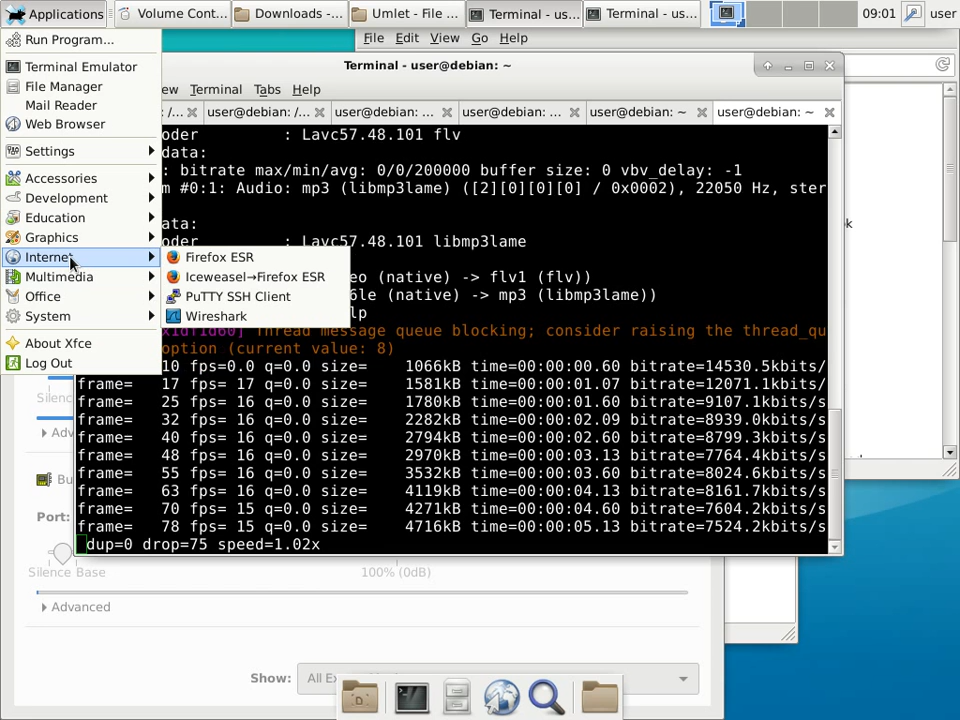 Applications
Volume Cont...
Downloads -...
Umlet - File ...
Terminal - us...
Terminal - us...
09:01
user
Run Program...
File Edit View Go Help
Terminal Emulator
File Manager
Mail Reader
Web Browser
Settings
Accessories
Development
Education
Graphics
Internet
Multimedia
Office
System
About Xfce
Log Out
Firefox ESR
Iceweasel→Firefox ESR
PuTTY SSH Client
Wireshark
Terminal - user@debian: ~
ew Terminal Tabs Help
: /... user@debian: /... user@debian: ... user@debian: ... user@debian: ~ user@debian: ~
oder : Lavc57.48.101 flv
data:
: bitrate max/min/avg: 0/0/200000 buffer size: 0 vbv_delay: -1
m #0:1: Audio: mp3 (libmp3lame) ([2][0][0][0] / 0x0002), 22050 Hz, ster
ata:
oder : Lavc57.48.101 libmp3lame
eo (native) -> flv1 (flv))
6le (native) -> mp3 (libmp3lame))
lp
Thread message queue blocking; consider raising the thread_qu
option (current value: 8)
10 fps=0.0 q=0.0 size= 1066kB time=00:00:00.60 bitrate=14530.5kbits/
frame= 17 fps= 17 q=0.0 size= 1581kB time=00:00:01.07 bitrate=12071.1kbits/
frame= 25 fps= 16 q=0.0 size= 1780kB time=00:00:01.60 bitrate=9107.1kbits/s
frame= 32 fps= 16 q=0.0 size= 2282kB time=00:00:02.09 bitrate=8939.0kbits/s
frame= 40 fps= 16 q=0.0 size= 2794kB time=00:00:02.60 bitrate=8799.3kbits/s
frame= 48 fps= 16 q=0.0 size= 2970kB time=00:00:03.13 bitrate=7764.4kbits/s
frame= 55 fps= 16 q=0.0 size= 3532kB time=00:00:03.60 bitrate=8024.6kbits/s
frame= 63 fps= 16 q=0.0 size= 4119kB time=00:00:04.13 bitrate=8161.7kbits/s
frame= 70 fps= 15 q=0.0 size= 4271kB time=00:00:04.60 bitrate=7604.2kbits/s
frame= 78 fps= 15 q=0.0 size= 4716kB time=00:00:05.13 bitrate=7524.2kbits/s
dup=0 drop=75 speed=1.02x
k
Silenc
Adv
Bu
Port:
Silence Base
100% (0dB)
Advanced
Show:
All Ex